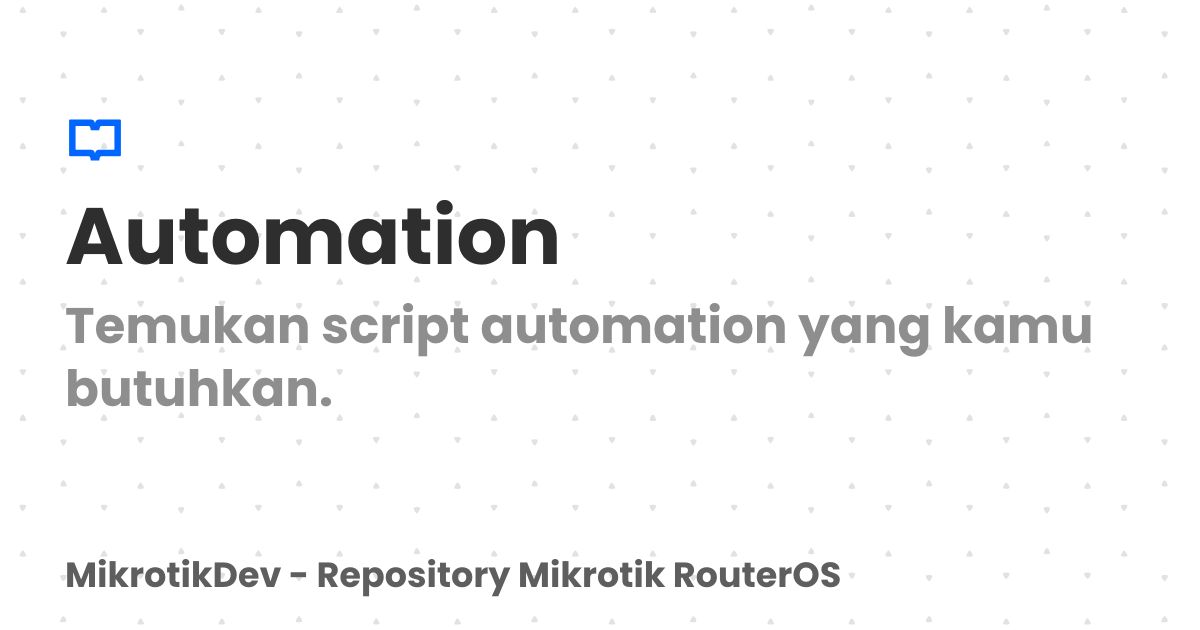 Automation
Temukan script automation yang kamu
butuhkan.
MikrotikDev - Repository Mikrotik RouterOS